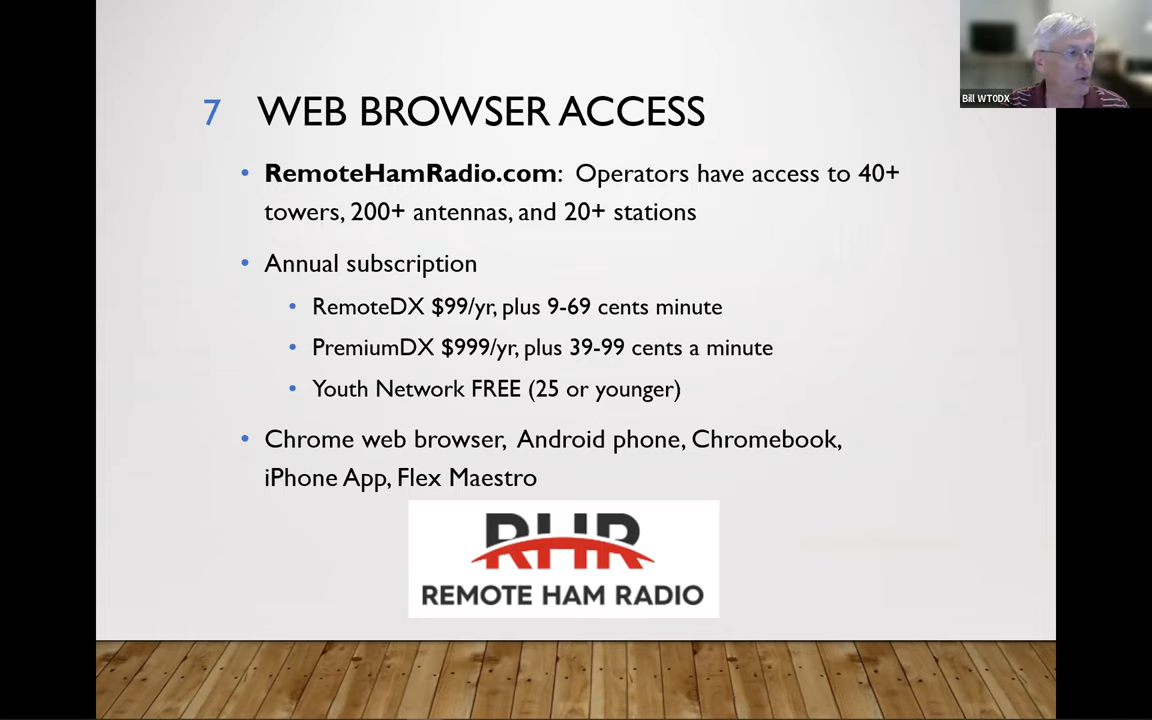 Bill WT0DX
7 WEB BROWSER ACCESS
• RemoteHamRadio.com: Operators have access to 40+
towers, 200+ antennas, and 20+ stations
• Annual subscription
• RemoteDX $99/yr, plus 9-69 cents minute
• PremiumDX $999/yr, plus 39-99 cents a minute
• Youth Network FREE (25 or younger)
• Chrome web browser, Android phone, Chromebook,
iPhone App, Flex Maestro
RHR
REMOTE HAM RADIO